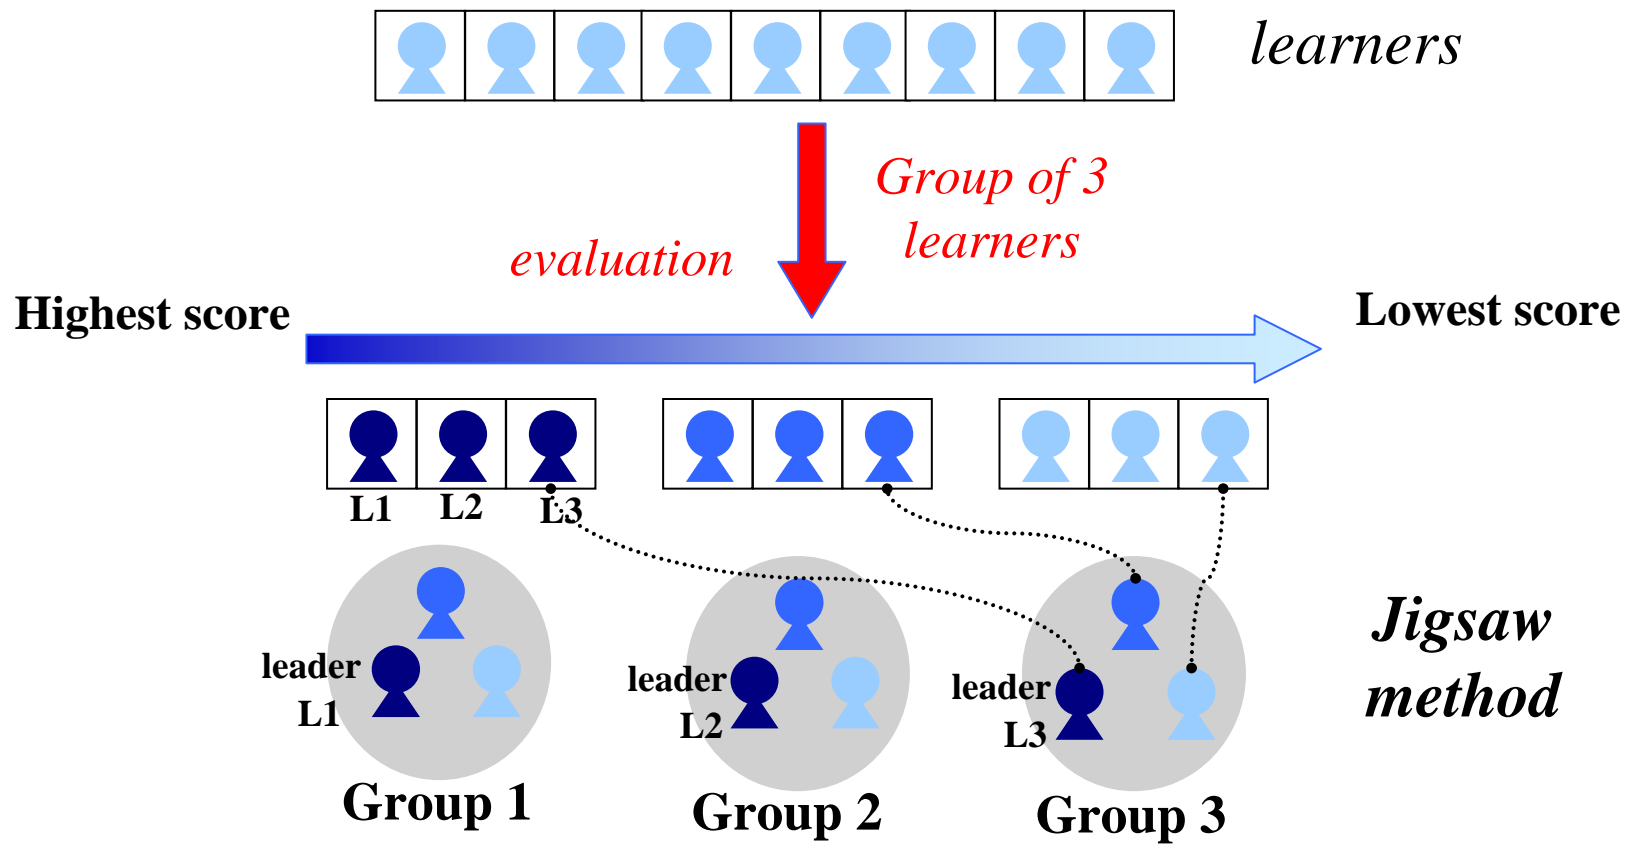 learners
Group of 3
learners
evaluation
Highest score
Lowest score
L1
L2
L3
leader
L1
leader
L2
leader
L3
Jigsaw
method
Group 1
Group 2
Group 3